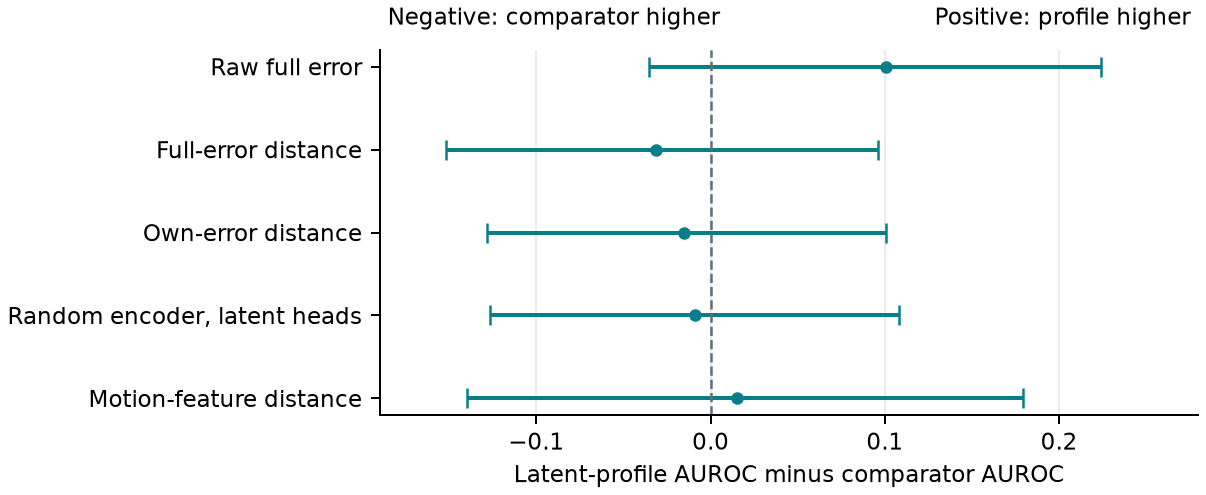 Negative: comparator higher
Positive: profile higher
Raw full error
Full-error distance
Own-error distance
Random encoder, latent heads
Motion-feature distance
−0.1
0.0
0.1
0.2
Latent-profile AUROC minus comparator AUROC